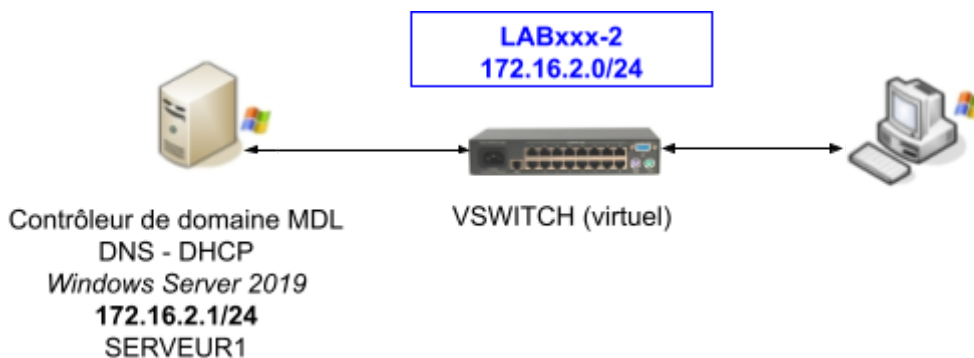 LABxxx-2
172.16.2.0/24
Contrôleur de domaine MDL
DNS - DHCP
Windows Server 2019
172.16.2.1/24
SERVEUR1
VSWITCH (virtuel)